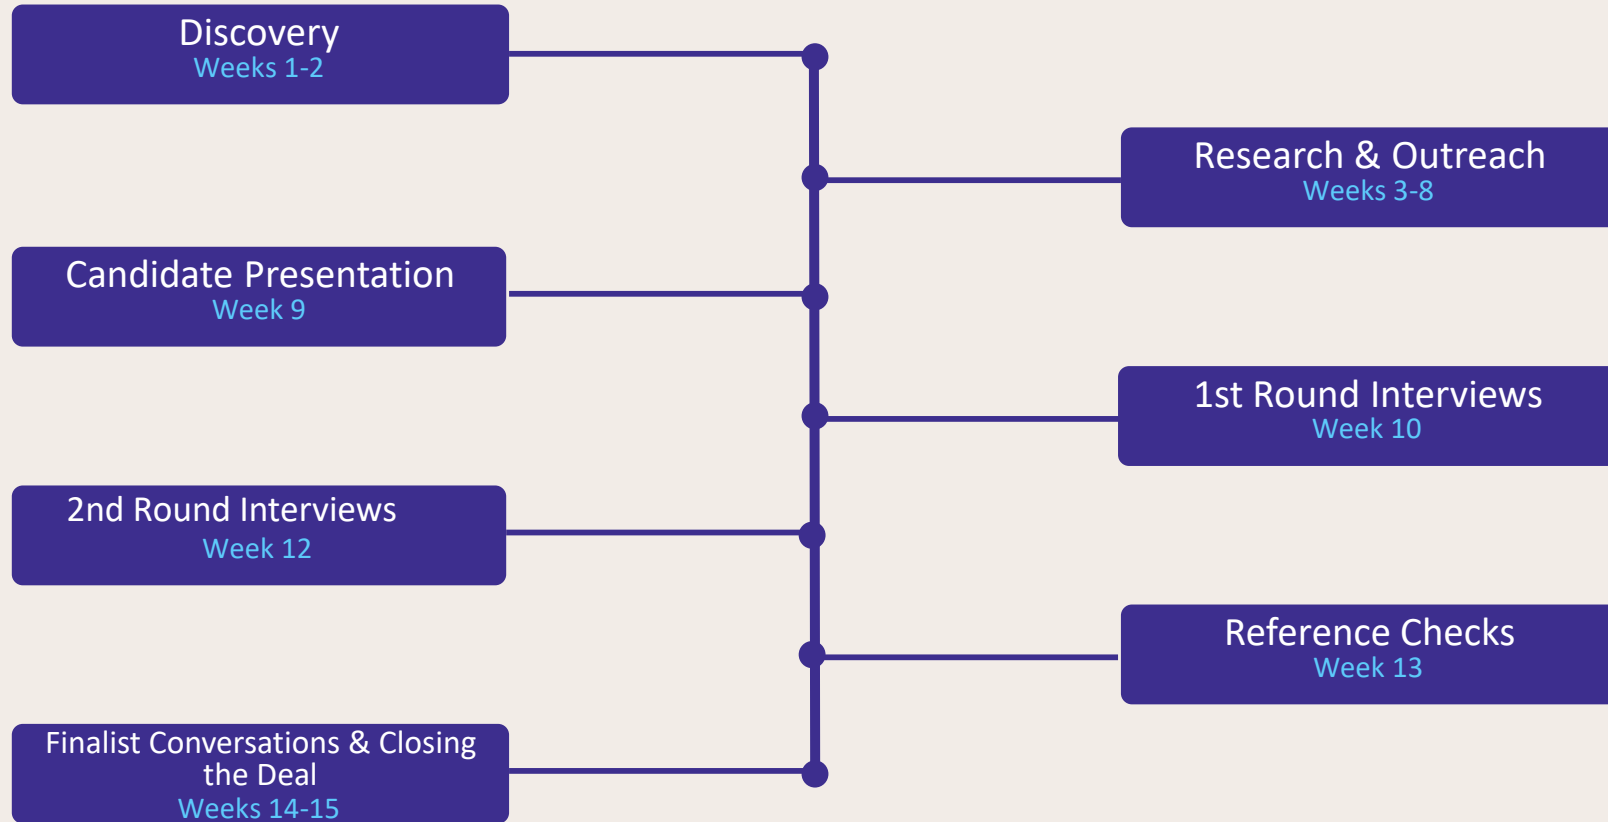 Discovery
Weeks 1-2
Research & Outreach
Weeks 3-8
Candidate Presentation
Week 9
1st Round Interviews
Week 10
2nd Round Interviews
Week 12
Reference Checks
Week 13
Finalist Conversations & Closing
the Deal
Weeks 14-15